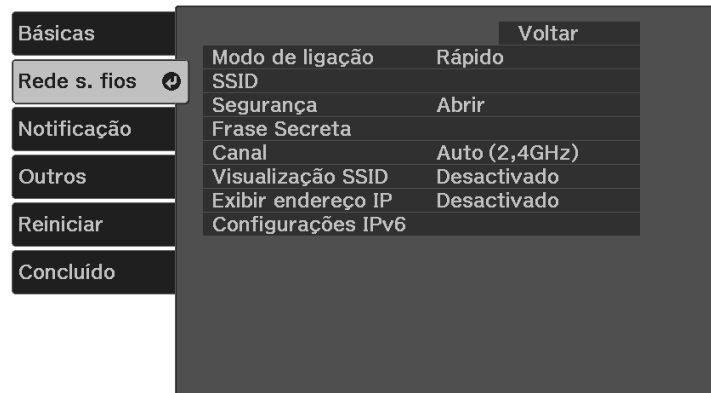 Básicas
Rede s. fios
Notificação
Outros
Reiniciar
Concluído
Voltar
Modo de ligação Rápido
SSID
Segurança Abrir
Frase Secreta
Canal Auto (2,4GHz)
Visualização SSID Desactivado
Exibir endereço IP Desactivado
Configurações IPv6